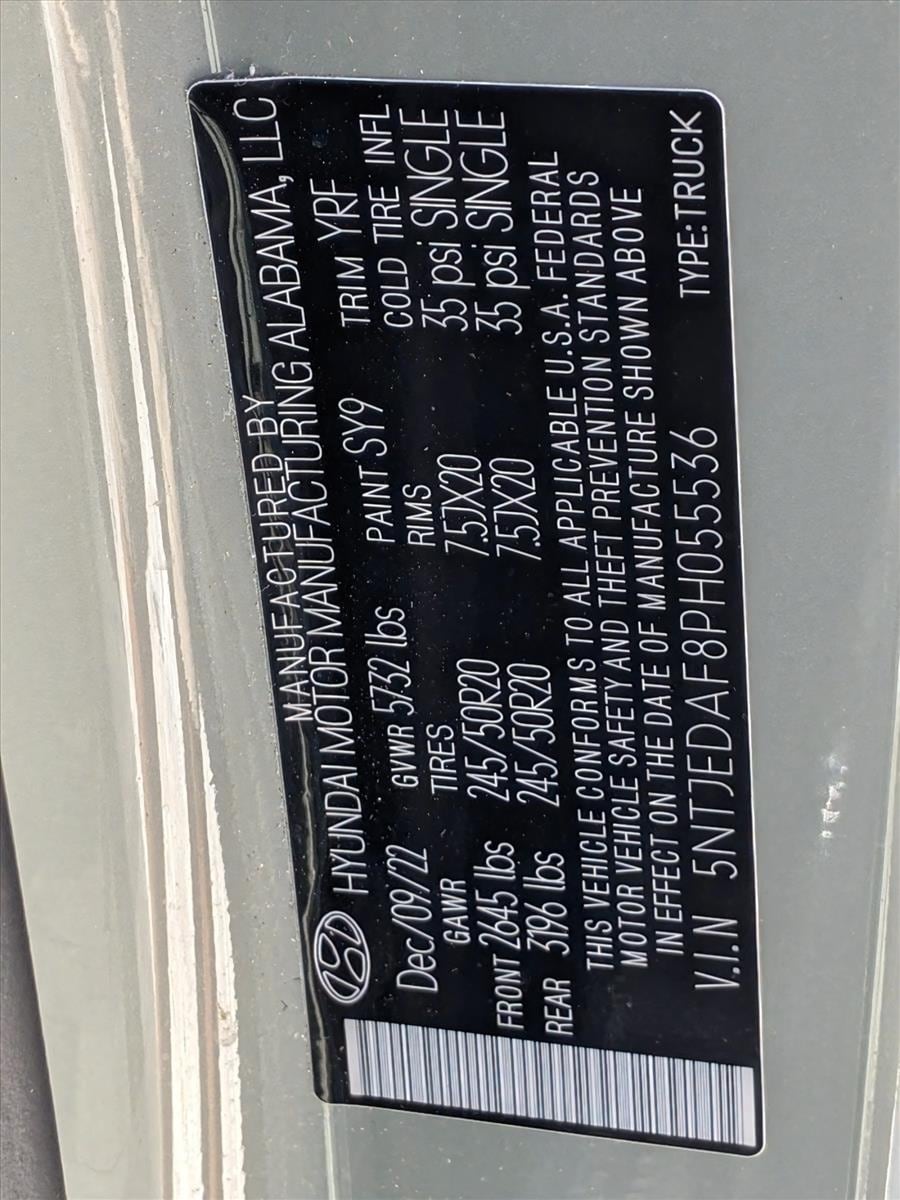 MANUFACTURED BY
HYUNDAI MOTOR MANUFACTURING ALABAMA, LLC
Dec/09/22 GVWR 5732 lbs PAINT SY9 TRIM YRF
GAWR TIRES RIMS COLD TIRE INFL
FRONT 2645 lbs 245/50R20 7.5JX20 35 psi SINGLE
REAR 3196 lbs 245/50R20 7.5JX20 35 psi SINGLE
THIS VEHICLE CONFORMS TO ALL APPLICABLE U.S.A. FEDERAL
MOTOR VEHICLE SAFETY AND THEFT PREVENTION STANDARDS
IN EFFECT ON THE DATE OF MANUFACTURE SHOWN ABOVE
V.I.N 5NTJEDAF8PH055536 TYPE: TRUCK